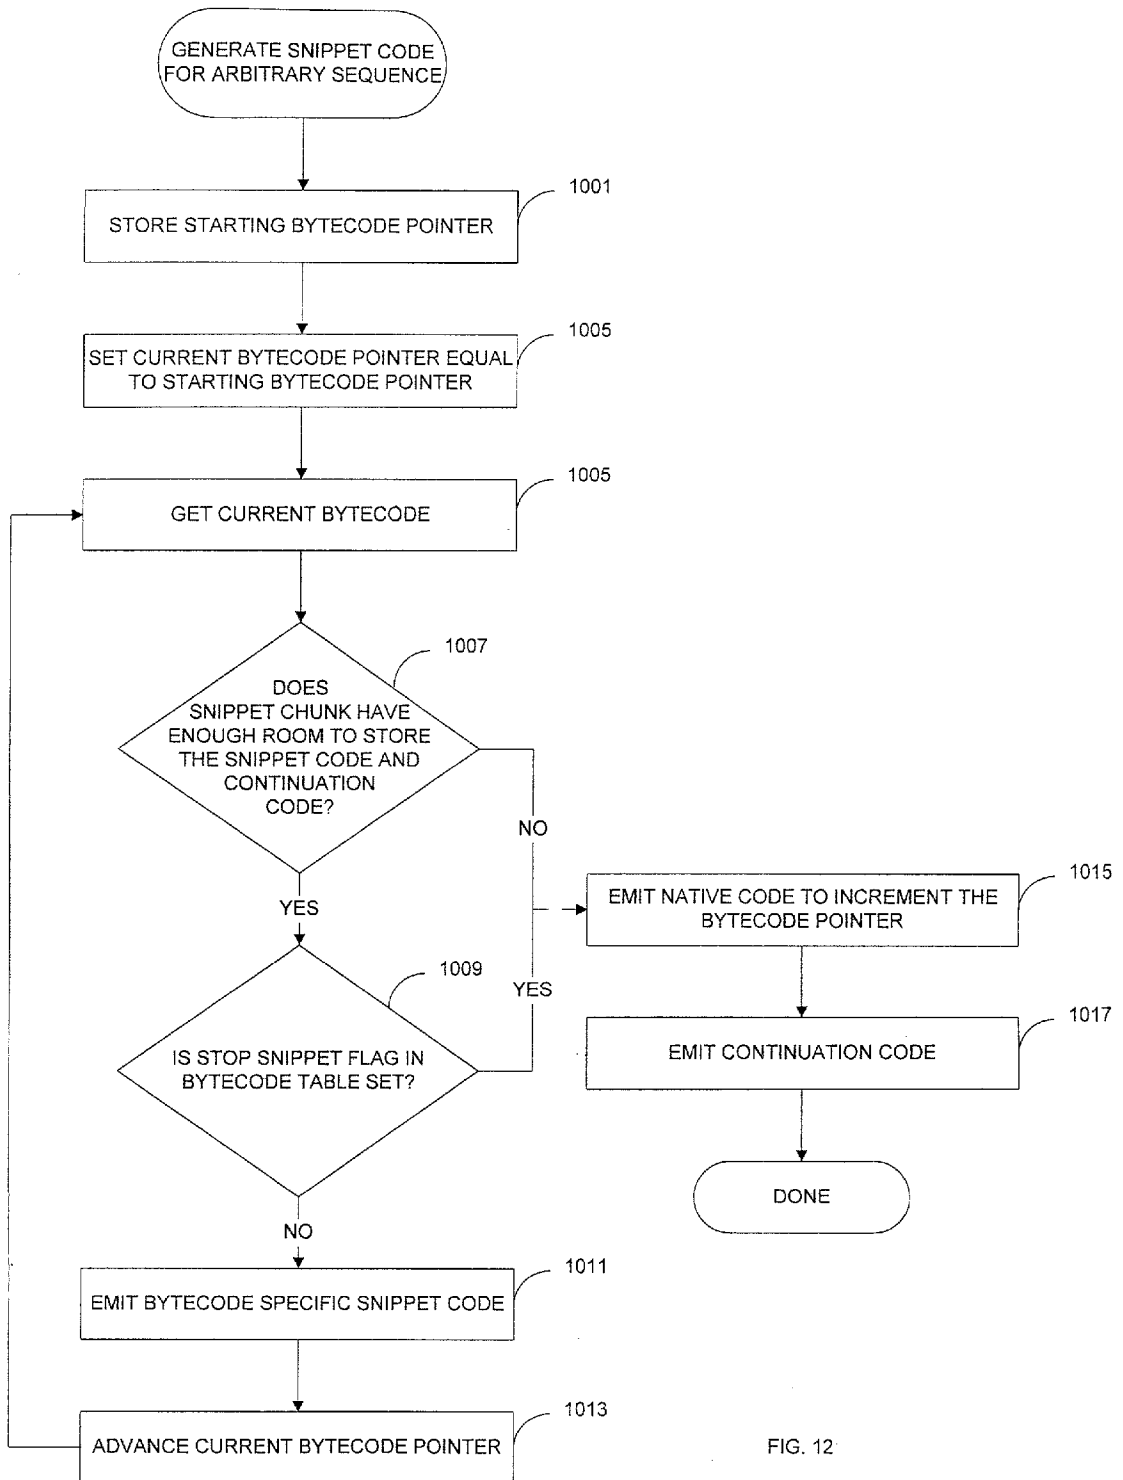 GENERATE SNIPPET CODE
FOR ARBITRARY SEQUENCE
1001
STORE STARTING BYTECODE POINTER
1005
SET CURRENT BYTECODE POINTER EQUAL
TO STARTING BYTECODE POINTER
1005
GET CURRENT BYTECODE
1007
DOES
SNIPPET CHUNK HAVE
ENOUGH ROOM TO STORE
THE SNIPPET CODE AND
CONTINUATION
CODE?
NO
YES
1015
EMIT NATIVE CODE TO INCREMENT THE
BYTECODE POINTER
1009
YES
IS STOP SNIPPET FLAG IN
BYTECODE TABLE SET?
1017
EMIT CONTINUATION CODE
DONE
NO
1011
EMIT BYTECODE SPECIFIC SNIPPET CODE
1013
ADVANCE CURRENT BYTECODE POINTER
FIG. 12